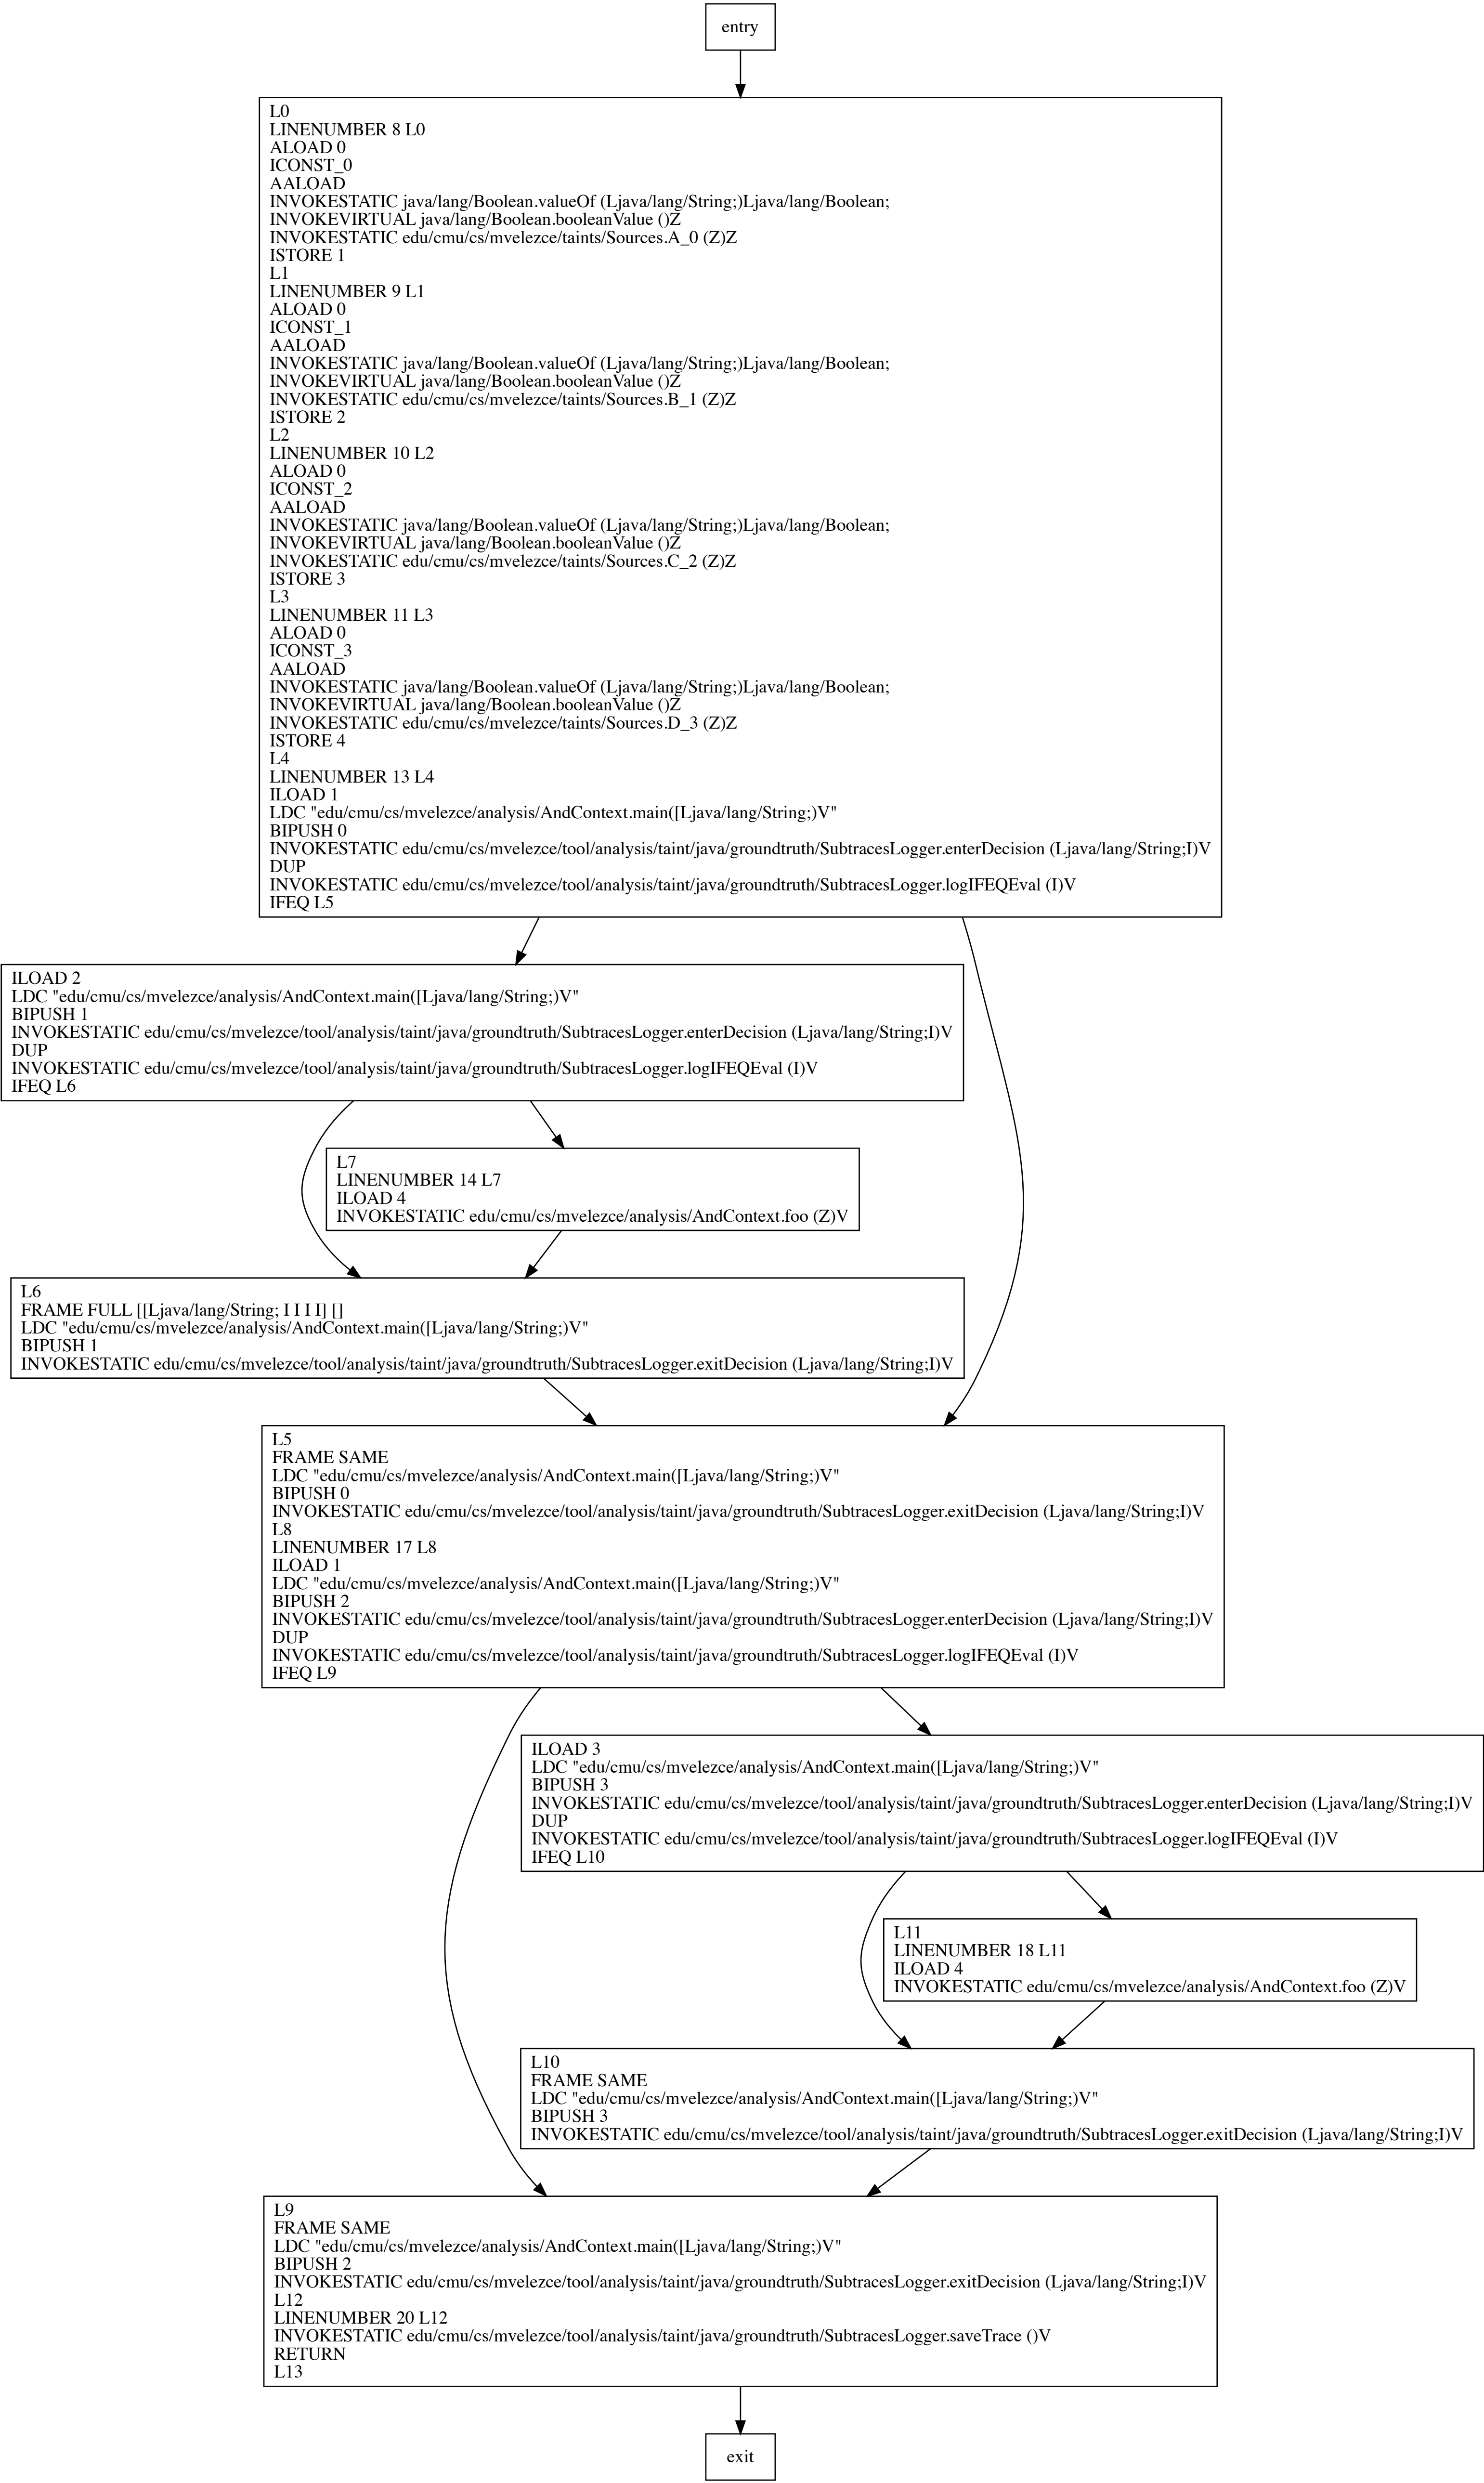 entry
L0
LINENUMBER 8 L0
ALOAD 0
ICONST_0
AALOAD
INVOKESTATIC java/lang/Boolean.valueOf (Ljava/lang/String;)Ljava/lang/Boolean;
INVOKEVIRTUAL java/lang/Boolean.booleanValue ()Z
INVOKESTATIC edu/cmu/cs/mvelezce/taints/Sources.A_0 (Z)Z
ISTORE 1
L1
LINENUMBER 9 L1
ALOAD 0
ICONST_1
AALOAD
INVOKESTATIC java/lang/Boolean.valueOf (Ljava/lang/String;)Ljava/lang/Boolean;
INVOKEVIRTUAL java/lang/Boolean.booleanValue ()Z
INVOKESTATIC edu/cmu/cs/mvelezce/taints/Sources.B_1 (Z)Z
ISTORE 2
L2
LINENUMBER 10 L2
ALOAD 0
ICONST_2
AALOAD
INVOKESTATIC java/lang/Boolean.valueOf (Ljava/lang/String;)Ljava/lang/Boolean;
INVOKEVIRTUAL java/lang/Boolean.booleanValue ()Z
INVOKESTATIC edu/cmu/cs/mvelezce/taints/Sources.C_2 (Z)Z
ISTORE 3
L3
LINENUMBER 11 L3
ALOAD 0
ICONST_3
AALOAD
INVOKESTATIC java/lang/Boolean.valueOf (Ljava/lang/String;)Ljava/lang/Boolean;
INVOKEVIRTUAL java/lang/Boolean.booleanValue ()Z
INVOKESTATIC edu/cmu/cs/mvelezce/taints/Sources.D_3 (Z)Z
ISTORE 4
L4
LINENUMBER 13 L4
ILOAD 1
LDC "edu/cmu/cs/mvelezce/analysis/AndContext.main([Ljava/lang/String;)V"
BIPUSH 0
INVOKESTATIC edu/cmu/cs/mvelezce/tool/analysis/taint/java/groundtruth/SubtracesLogger.enterDecision (Ljava/lang/String;I)V
DUP
INVOKESTATIC edu/cmu/cs/mvelezce/tool/analysis/taint/java/groundtruth/SubtracesLogger.logIFEQEval (I)V
IFEQ L5
ILOAD 2
LDC "edu/cmu/cs/mvelezce/analysis/AndContext.main([Ljava/lang/String;)V"
BIPUSH 1
INVOKESTATIC edu/cmu/cs/mvelezce/tool/analysis/taint/java/groundtruth/SubtracesLogger.enterDecision (Ljava/lang/String;I)V
DUP
INVOKESTATIC edu/cmu/cs/mvelezce/tool/analysis/taint/java/groundtruth/SubtracesLogger.logIFEQEval (I)V
IFEQ L6
L7
LINENUMBER 14 L7
ILOAD 4
INVOKESTATIC edu/cmu/cs/mvelezce/analysis/AndContext.foo (Z)V
L6
FRAME FULL [[Ljava/lang/String; I I I I] []
LDC "edu/cmu/cs/mvelezce/analysis/AndContext.main([Ljava/lang/String;)V"
BIPUSH 1
INVOKESTATIC edu/cmu/cs/mvelezce/tool/analysis/taint/java/groundtruth/SubtracesLogger.exitDecision (Ljava/lang/String;I)V
L5
FRAME SAME
LDC "edu/cmu/cs/mvelezce/analysis/AndContext.main([Ljava/lang/String;)V"
BIPUSH 0
INVOKESTATIC edu/cmu/cs/mvelezce/tool/analysis/taint/java/groundtruth/SubtracesLogger.exitDecision (Ljava/lang/String;I)V
L8
LINENUMBER 17 L8
ILOAD 1
LDC "edu/cmu/cs/mvelezce/analysis/AndContext.main([Ljava/lang/String;)V"
BIPUSH 2
INVOKESTATIC edu/cmu/cs/mvelezce/tool/analysis/taint/java/groundtruth/SubtracesLogger.enterDecision (Ljava/lang/String;I)V
DUP
INVOKESTATIC edu/cmu/cs/mvelezce/tool/analysis/taint/java/groundtruth/SubtracesLogger.logIFEQEval (I)V
IFEQ L9
ILOAD 3
LDC "edu/cmu/cs/mvelezce/analysis/AndContext.main([Ljava/lang/String;)V"
BIPUSH 3
INVOKESTATIC edu/cmu/cs/mvelezce/tool/analysis/taint/java/groundtruth/SubtracesLogger.enterDecision (Ljava/lang/String;I)V
DUP
INVOKESTATIC edu/cmu/cs/mvelezce/tool/analysis/taint/java/groundtruth/SubtracesLogger.logIFEQEval (I)V
IFEQ L10
L11
LINENUMBER 18 L11
ILOAD 4
INVOKESTATIC edu/cmu/cs/mvelezce/analysis/AndContext.foo (Z)V
L10
FRAME SAME
LDC "edu/cmu/cs/mvelezce/analysis/AndContext.main([Ljava/lang/String;)V"
BIPUSH 3
INVOKESTATIC edu/cmu/cs/mvelezce/tool/analysis/taint/java/groundtruth/SubtracesLogger.exitDecision (Ljava/lang/String;I)V
L9
FRAME SAME
LDC "edu/cmu/cs/mvelezce/analysis/AndContext.main([Ljava/lang/String;)V"
BIPUSH 2
INVOKESTATIC edu/cmu/cs/mvelezce/tool/analysis/taint/java/groundtruth/SubtracesLogger.exitDecision (Ljava/lang/String;I)V
L12
LINENUMBER 20 L12
INVOKESTATIC edu/cmu/cs/mvelezce/tool/analysis/taint/java/groundtruth/SubtracesLogger.saveTrace ()V
RETURN
L13
exit